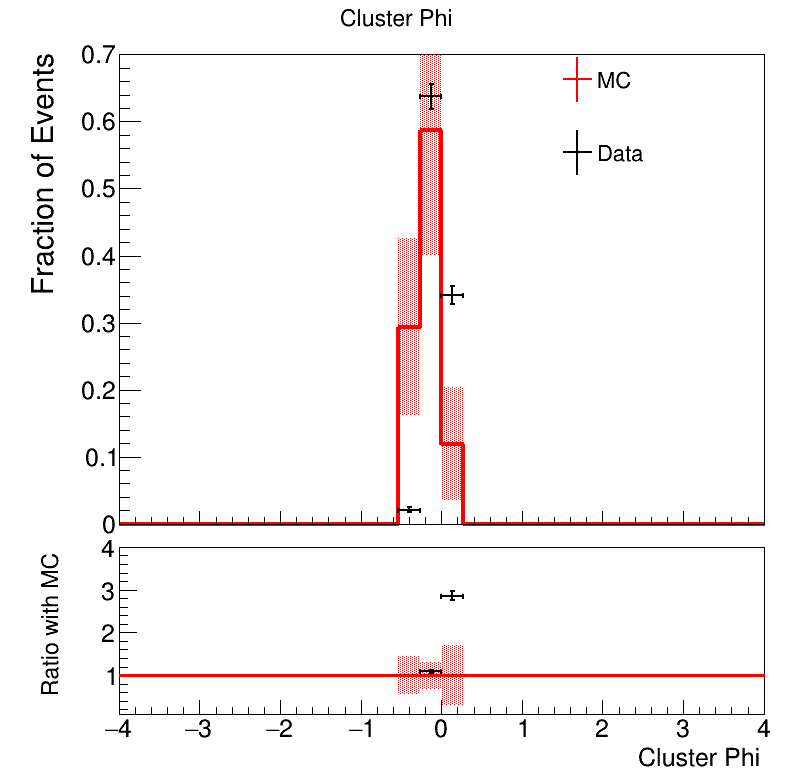 Cluster Phi
Fraction of Events
0.7
0.6
0.5
0.4
0.3
0.2
0.1
0
MC
Data
Ratio with MC
4
3
2
1
−4 −3 −2 −1 0 1 2 3 4
Cluster Phi